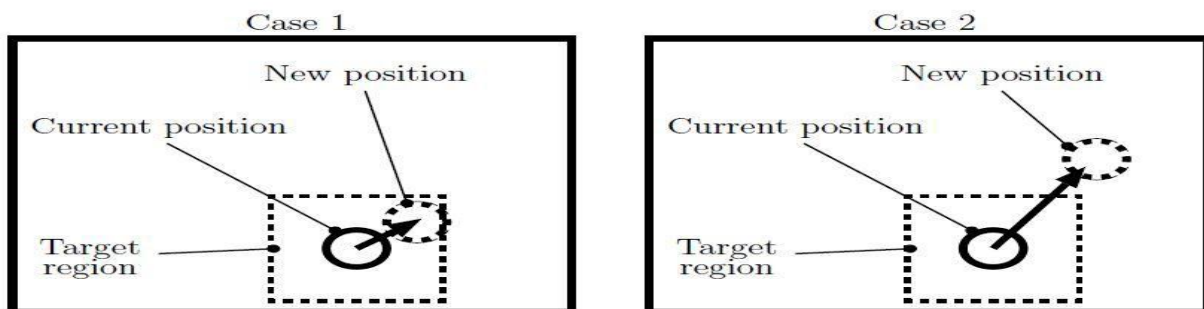 Case 1
New position
Current position
Target
region
Case 2
New position
Current position
Target
region